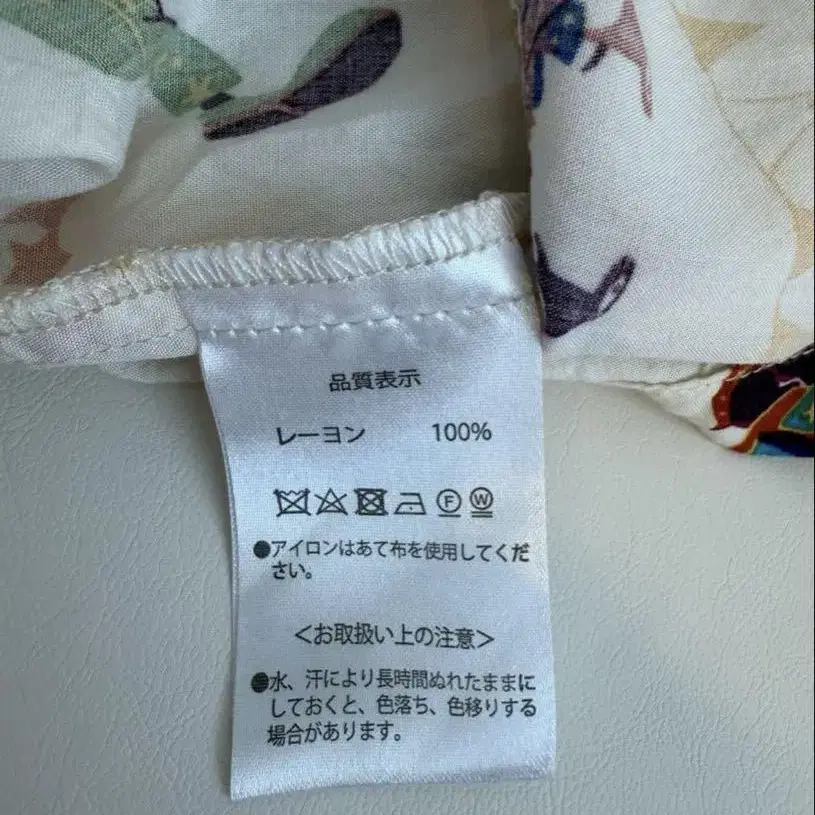 品質表示
レーヨン 100%
Ⓕ Ⓦ
●アイロンはあて布を使用してくだ
さい。
＜お取扱い上の注意＞
●水、汗により長時間ぬれたままに
しておくと、色落ち、色移りする
場合があります。